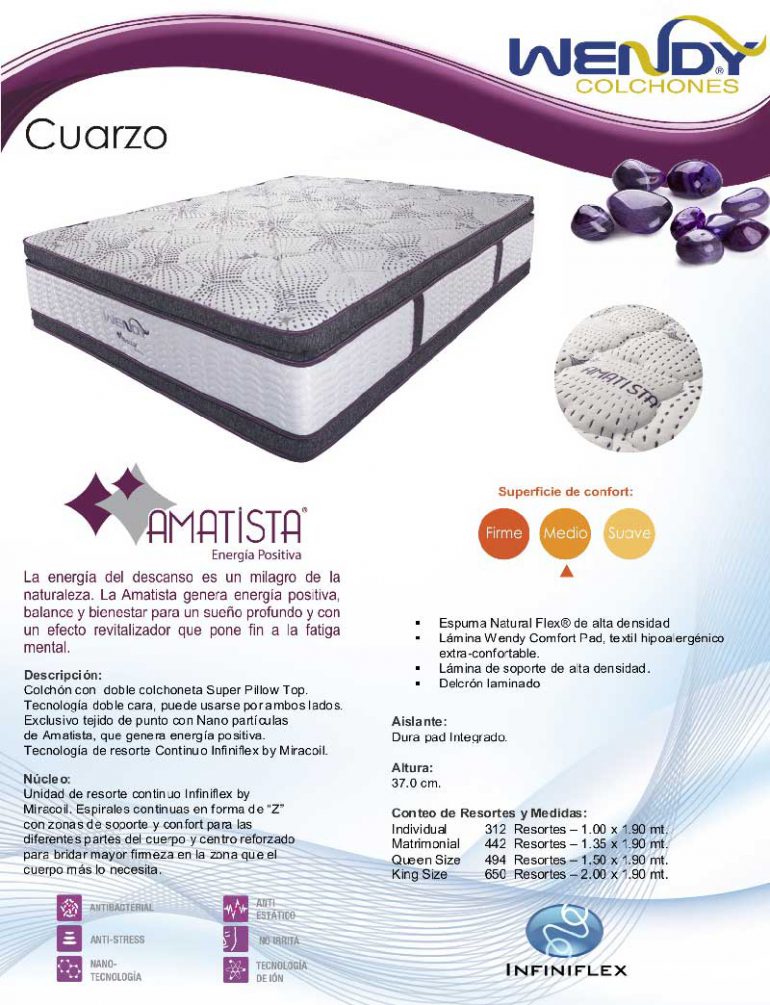 WENDY®
COLCHONES
Cuarzo
WENDY
AMATISTA
AMATISTA®
Energía Positiva
La energía del descanso es un milagro de la
naturaleza. La Amatista genera energía positiva,
balance y bienestar para un sueño profundo y con
un efecto revitalizador que pone fin a la fatiga
mental.
Descripción:
Colchón con doble colchoneta Super Pillow Top.
Tecnología doble cara, puede usarse por ambos lados.
Exclusivo tejido de punto con Nano partículas
de Amatista, que genera energía positiva.
Tecnología de resorte Continuo Infiniflex by Miracoil.
Núcleo:
Unidad de resorte continuo Infiniflex by
Miracoil. Espirales continuas en forma de “Z”
con zonas de soporte y confort para las
diferentes partes del cuerpo y centro reforzado
para bridar mayor firmeza en la zona que el
cuerpo más lo necesita.
ANTIBACTERIAL
ANTI-STRESS
NANO-
TECNOLOGÍA
ANTI
ESTÁTICO
NO IRRITA
TECNOLOGÍA
DE IÓN
Superficie de confort:
Firme Medio Suave
▪ Espuma Natural Flex® de alta densidad
▪ Lámina Wendy Comfort Pad, textil hipoalergénico
extra-confortable.
▪ Lámina de soporte de alta densidad.
▪ Delcrón laminado
Aislante:
Dura pad Integrado.
Altura:
37.0 cm.
Conteo de Resortes y Medidas:
Individual 312 Resortes – 1.00 x 1.90 mt.
Matrimonial 442 Resortes – 1.35 x 1.90 mt.
Queen Size 494 Resortes – 1.50 x 1.90 mt.
King Size 650 Resortes – 2.00 x 1.90 mt.
INFINIFLEX